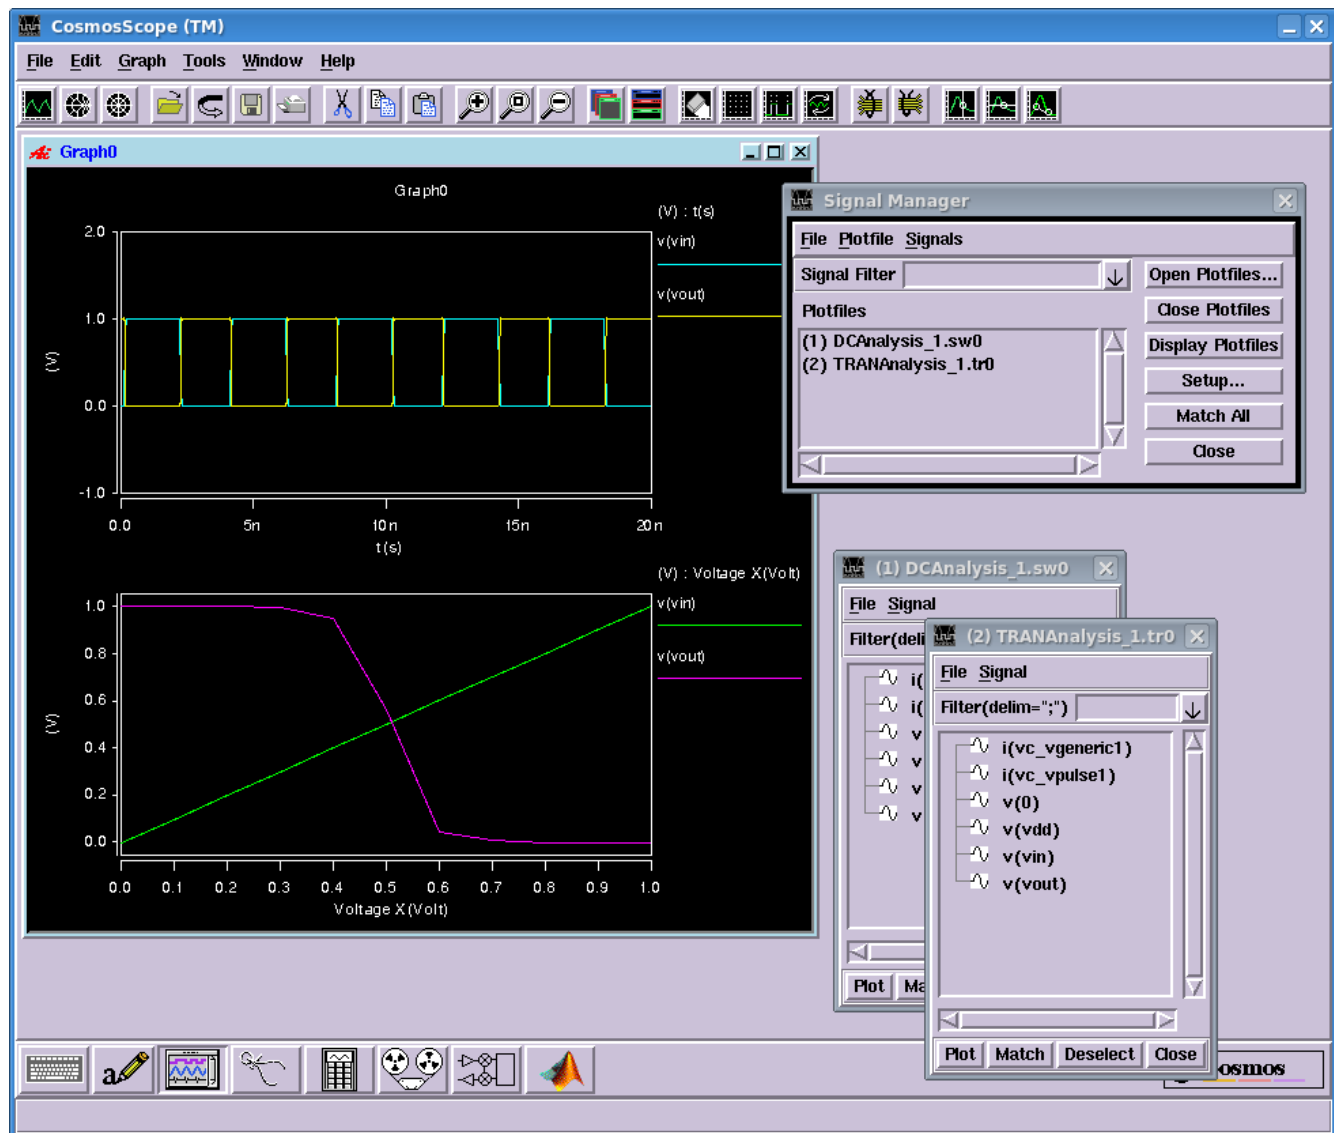 CosmosScope (TM)
File Edit Graph Tools Window Help
Graph0
Graph0
(V) : t(s)
v(vin)
v(vout)
2.0
1.0
0.0
-1.0
(V)
0.0 5n 10n 15n 20n
t(s)
(V) : Voltage X(Volt)
v(vin)
v(vout)
1.0
0.8
0.6
0.4
0.2
0.0
(V)
0.0 0.1 0.2 0.3 0.4 0.5 0.6 0.7 0.8 0.9 1.0
Voltage X(Volt)
Signal Manager
File Plotfile Signals
Signal Filter
Open Plotfiles...
Plotfiles
Close Plotfiles
(1) DCAnalysis_1.sw0
Display Plotfiles
(2) TRANAnalysis_1.tr0
Setup...
Match All
Close
(1) DCAnalysis_1.sw0
File Signal
Filter(deli
i(
i(
v
v
v
v
Plot Ma
(2) TRANAnalysis_1.tr0
File Signal
Filter(delim=";")
i(vc_vgeneric1)
i(vc_vpulse1)
v(0)
v(vdd)
v(vin)
v(vout)
Plot Match Deselect Close
a
osmos